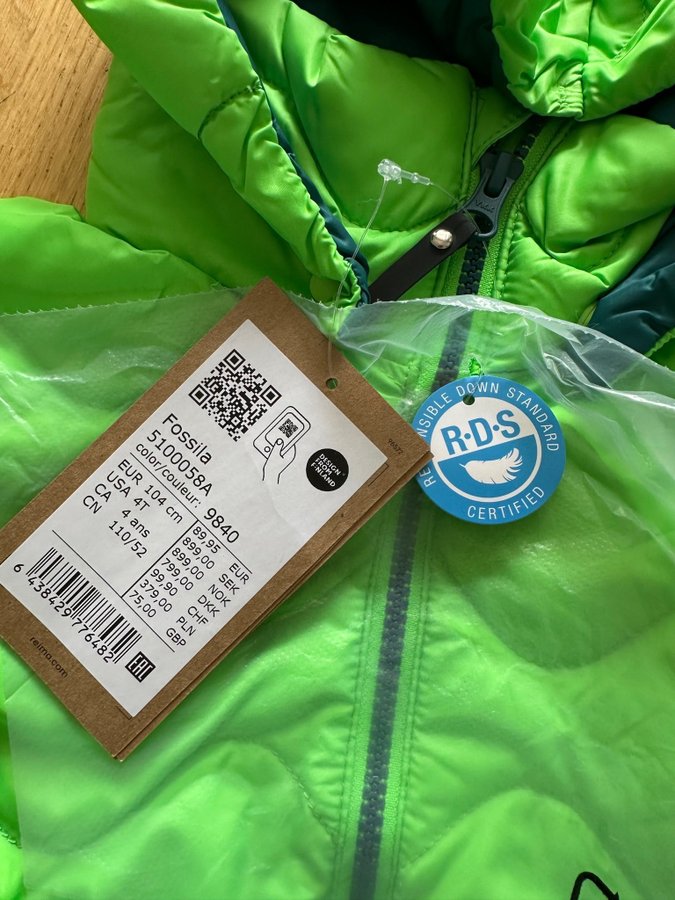 96577
Fossila
5100058A
color/couleur: 9840
EUR 104 cm
USA 4T
CA 4 ans
CN 110/52
89,95 EUR
899,00 SEK
899,00 NOK
799,00 DKK
99,90 CHF
379,00 PLN
75,00 GBP
DESIGN
FROM
FINLAND
6 438429 776482
EAC
reima.com
RESPONSIBLE DOWN STANDARD
R·D·S
CERTIFIED